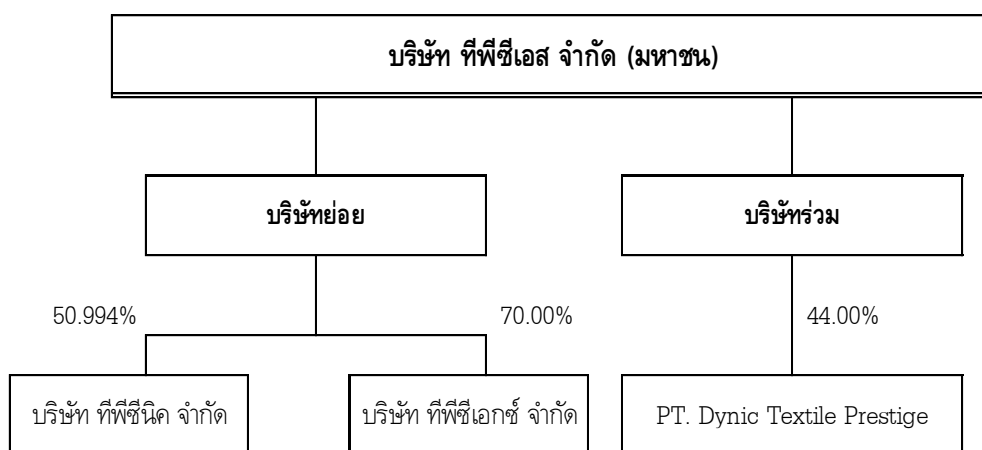 บริษัท ทีพีซีเอส จำกัด (มหาชน)
บริษัทย่อย
บริษัทร่วม
50.994%
70.00%
44.00%
บริษัท ทีพีซีนิค จำกัด
บริษัท ทีพีซีเอกซ์ จำกัด
PT. Dynic Textile Prestige